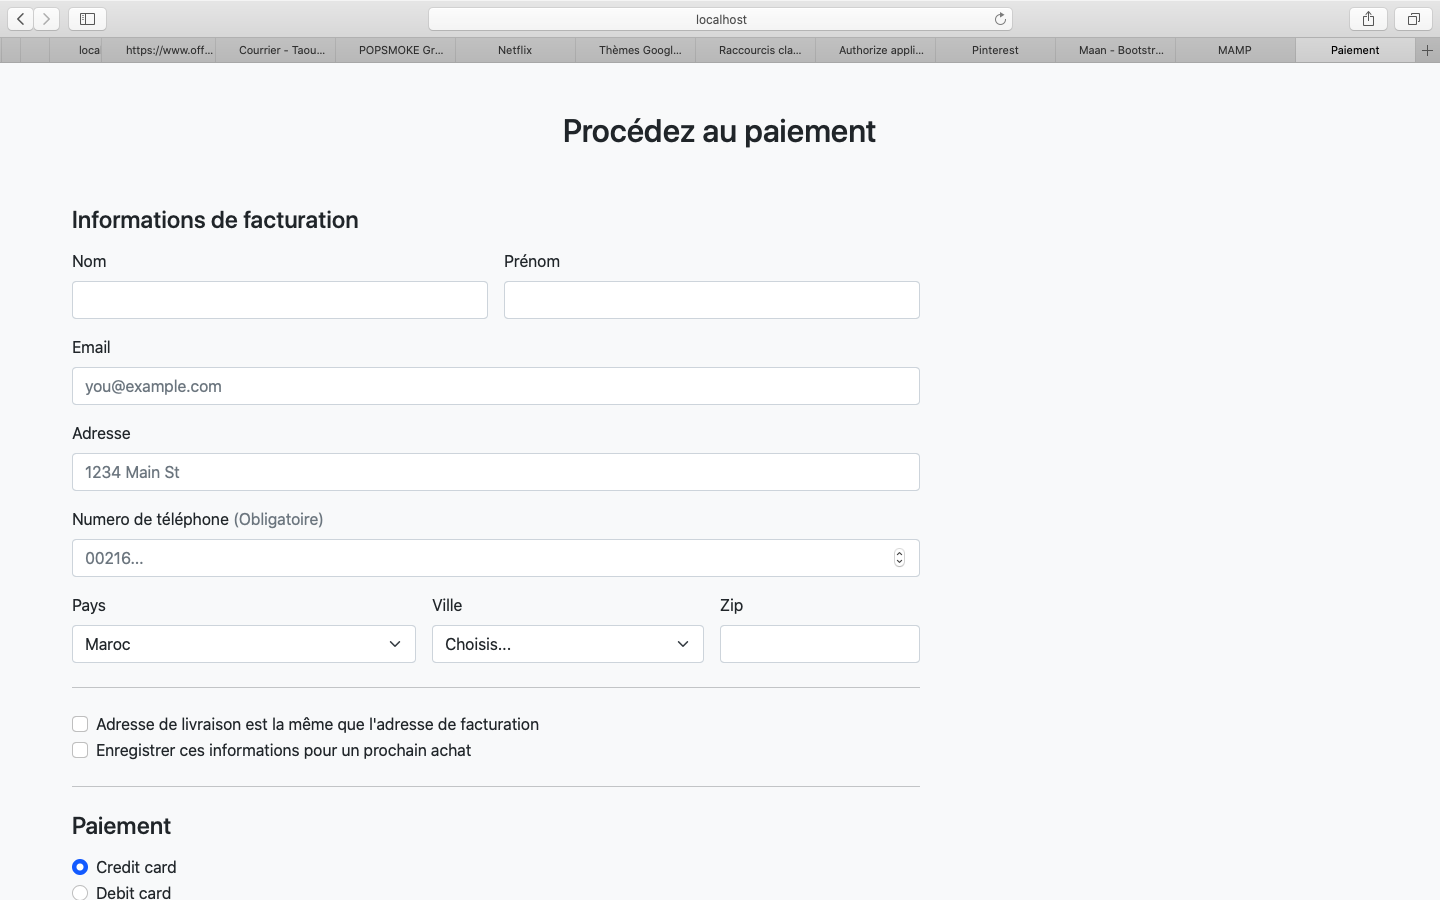 localhost
loca https://www.off... Courrier - Taou... POPSMOKE Gr... Netflix Thèmes Googl... Raccourcis cla... Authorize appli... Pinterest Maan - Bootstr... MAMP Paiement
Procédez au paiement
Informations de facturation
Nom Prénom
Email
you@example.com
Adresse
1234 Main St
Numero de téléphone (Obligatoire)
00216...
Pays Ville Zip
Maroc Choisis...
Adresse de livraison est la même que l'adresse de facturation
Enregistrer ces informations pour un prochain achat
Paiement
Credit card
Debit card